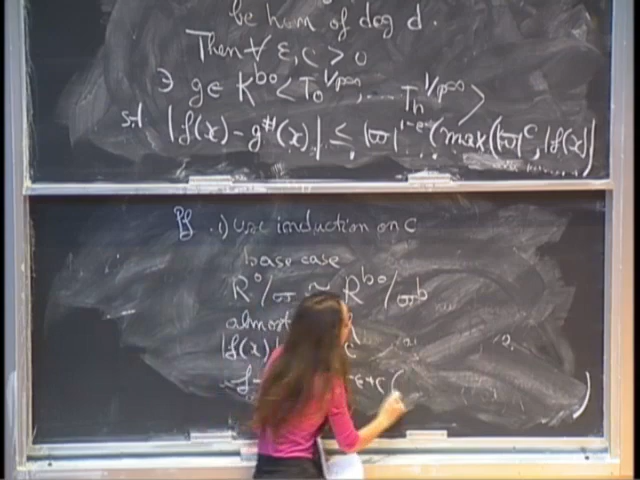 be hom of deg d.
Then ∀ ε, c > 0
∃ g ∈ K^{bo} < T_0^{1/p^∞}, ... T_n^{1/p^∞} >
s.t. |f(x) - g^#(x)| ≤ |ϖ|^{1-ε} (max(|ϖ|^c, |f(x)|
Pf i) use induction on c
base case
R^o/ϖ ≈ R^{bo}/ϖ^b
almost
|f(x)